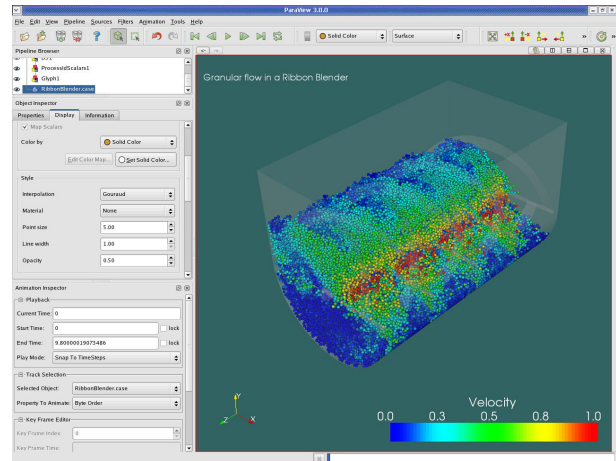 ParaView 3.0.0
File Edit View Pipeline Sources Filters Animation Tools Help
Solid Color Surface
Pipeline Browser
ProcessIdScalars1
Glyph1
RibbonBlender.case
Object Inspector
Properties Display Information
Map Scalars
Color by Solid Color
Edit Color Map... Set Solid Color...
Style
Interpolation Gouraud
Material None
Point size 5.00
Line width 1.00
Opacity 0.50
Animation Inspector
Playback
Current Time: 0
Start Time: 0 lock
End Time: 9.80000019073486 lock
Play Mode: Snap To TimeSteps
Track Selection
Selected Object: RibbonBlender.case
Property To Animate: Byte Order
Key Frame Editor
Key Frame Index 0
Key Frame Time:
Granular flow in a Ribbon Blender
Y
Z X
Velocity
0.0 0.3 0.5 0.8 1.0